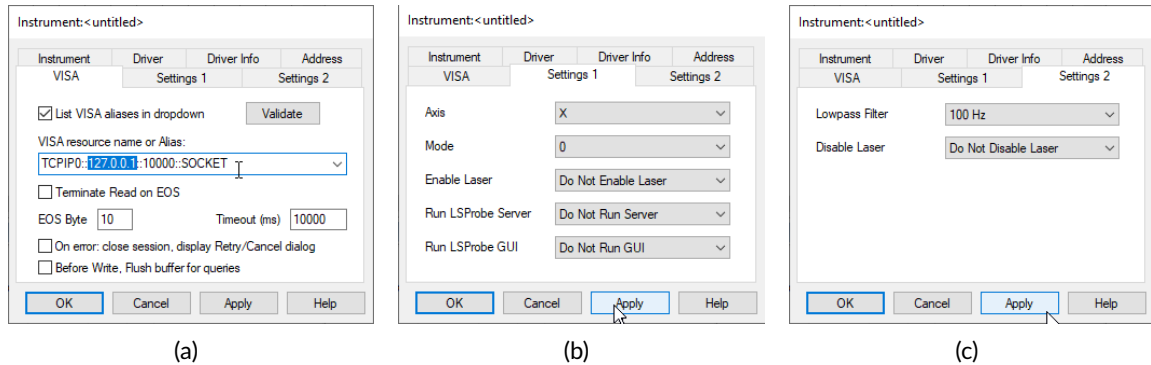 Instrument:<untitled>
Instrument Driver Driver Info Address
VISA Settings 1 Settings 2
List VISA aliases in dropdown Validate
VISA resource name or Alias:
TCPIP0::127.0.0.1::10000::SOCKET
Terminate Read on EOS
EOS Byte 10 Timeout (ms) 10000
On error: close session, display Retry/Cancel dialog
Before Write, Flush buffer for queries
OK Cancel Apply Help
(a)
Instrument:<untitled>
Instrument Driver Driver Info Address
VISA Settings 1 Settings 2
Axis X
Mode 0
Enable Laser Do Not Enable Laser
Run LSProbe Server Do Not Run Server
Run LSProbe GUI Do Not Run GUI
OK Cancel Apply Help
(b)
Instrument:<untitled>
Instrument Driver Driver Info Address
VISA Settings 1 Settings 2
Lowpass Filter 100 Hz
Disable Laser Do Not Disable Laser
OK Cancel Apply Help
(c)